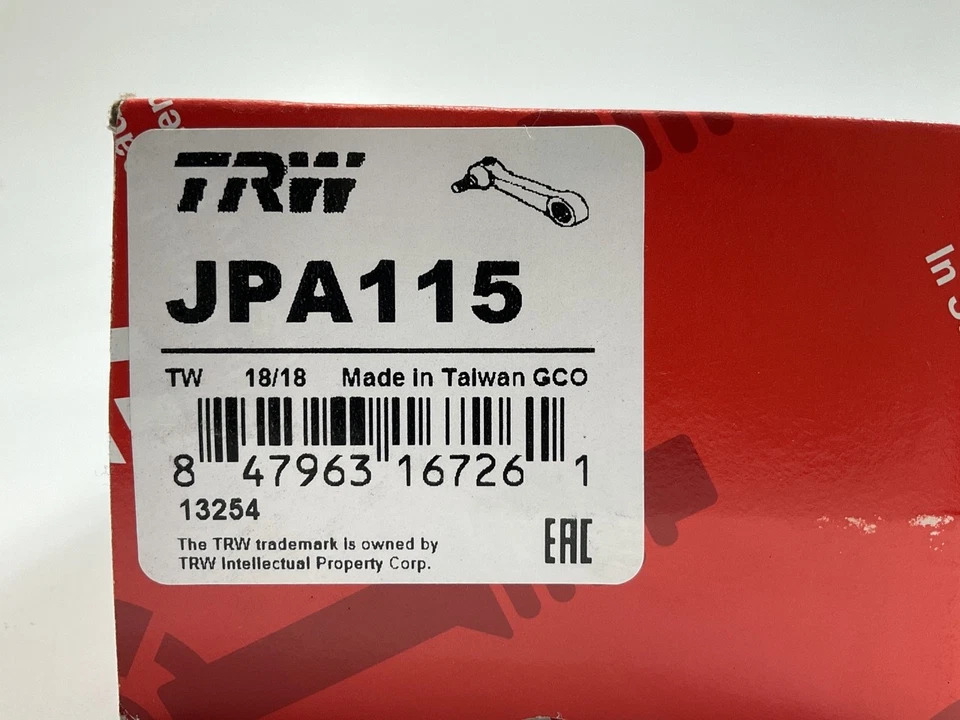 TRW
JPA115
TW 18/18 Made in Taiwan GCO
8 47963 16726 1
13254
The TRW trademark is owned by
TRW Intellectual Property Corp.
EAC
In